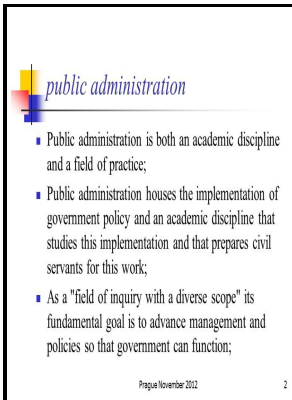 public administration
Public administration is both an academic discipline
and a field of practice;
Public administration houses the implementation of
government policy and an academic discipline that
studies this implementation and that prepares civil
servants for this work;
As a "field of inquiry with a diverse scope" its
fundamental goal is to advance management and
policies so that government can function;
Prague November 2012 2